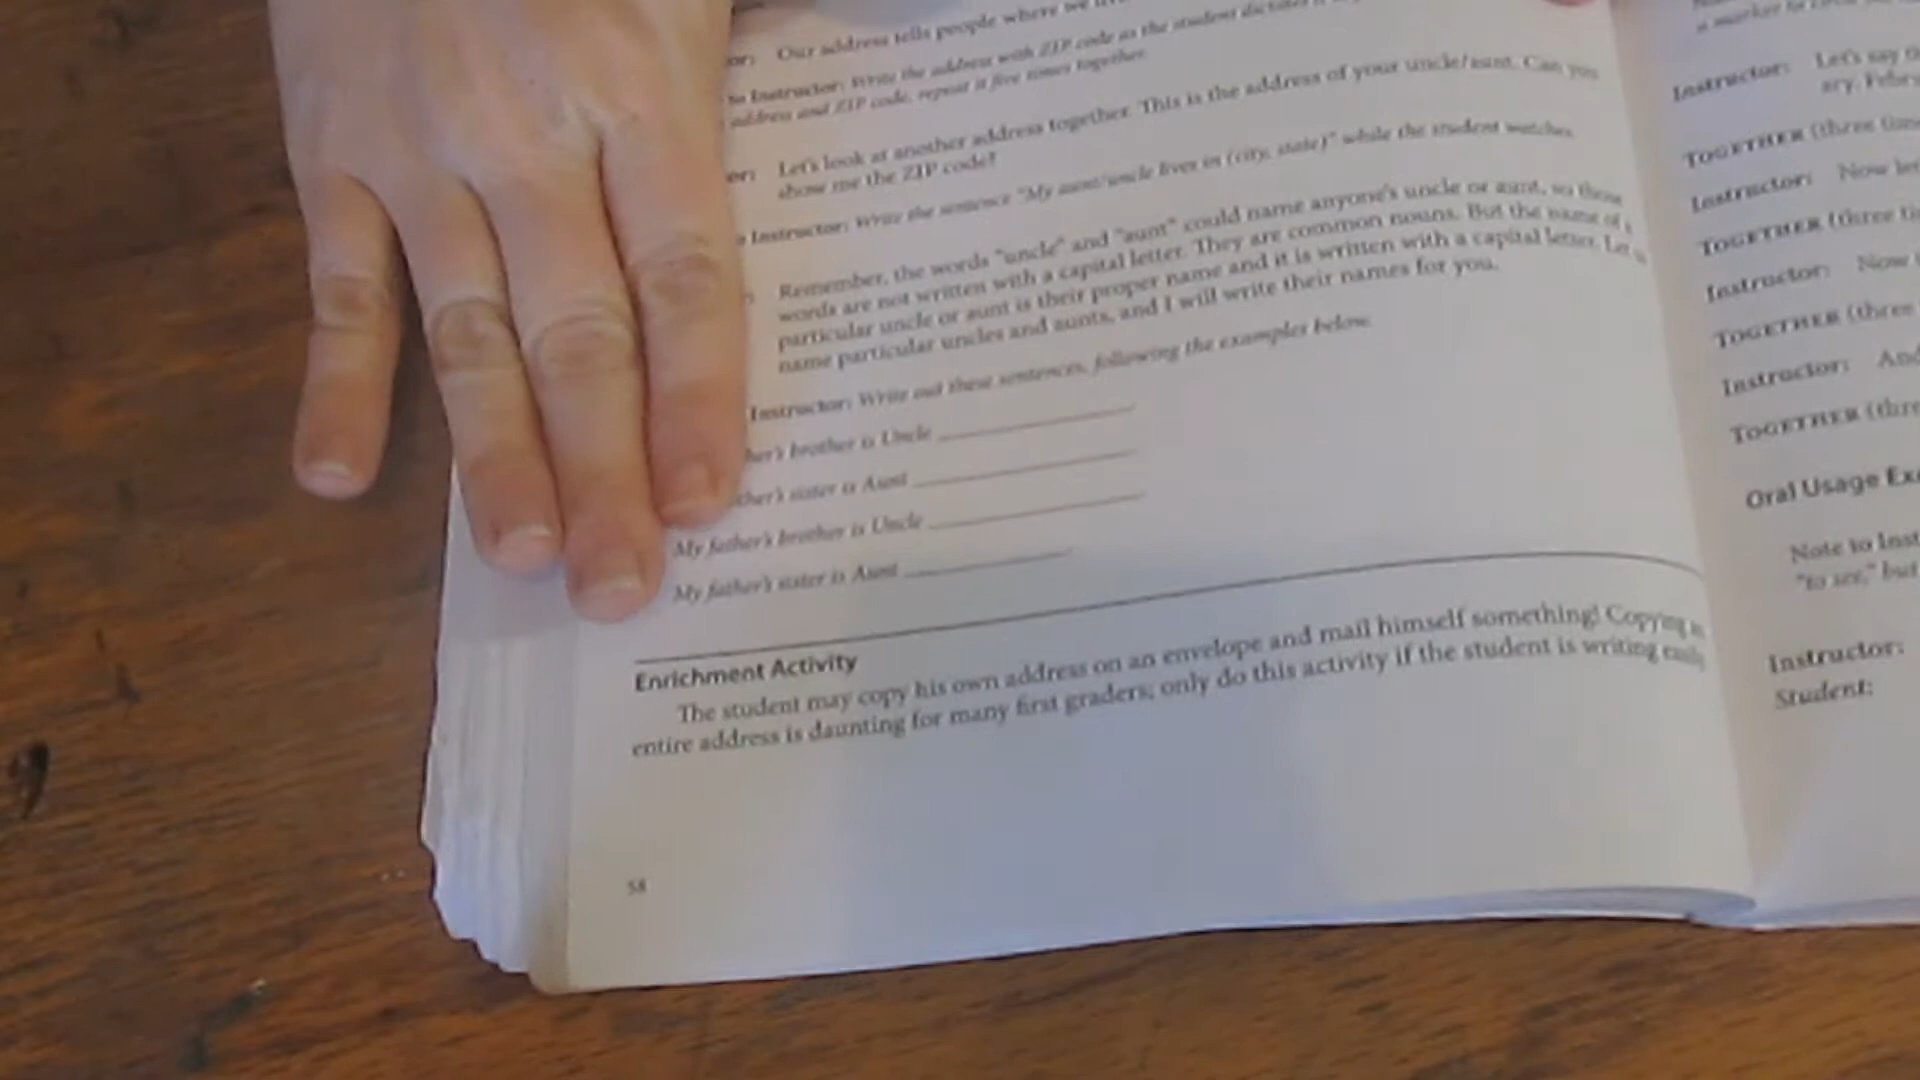 or: Our address tells people where we
to Instructor: Write the address with ZIP code as the student dictates it
address and ZIP code, repeat it five times together.
or: Let's look at another address together. This is the address of your uncle/aunt. Can you
show me the ZIP code?
Instructor: Write the sentence "My aunt/uncle lives in (city, state)" while the student watches.
Remember, the words "uncle" and "aunt" could name anyone's uncle or aunt, so those
words are not written with a capital letter. They are common nouns. But the name of a
particular uncle or aunt is their proper name and it is written with a capital letter. Let
name particular uncles and aunts, and I will write their names for you.
Instructor: Write out these sentences, following the examples below.
her's brother is Uncle
ther's sister is Aunt
My father's brother is Uncle
My father's sister is Aunt
Enrichment Activity
The student may copy his own address on an envelope and mail himself something! Copying
entire address is daunting for many first graders; only do this activity if the student is writing easily
58
a marker to
Instructor: Let's say
ary, Febru
TOGETHER (three time
Instructor: Now let
TOGETHER (three ti
Instructor: Now
TOGETHER (three
Instructor: And
TOGETHER (thre
Oral Usage Exe
Note to Inst
"to see," but
Instructor:
Student: